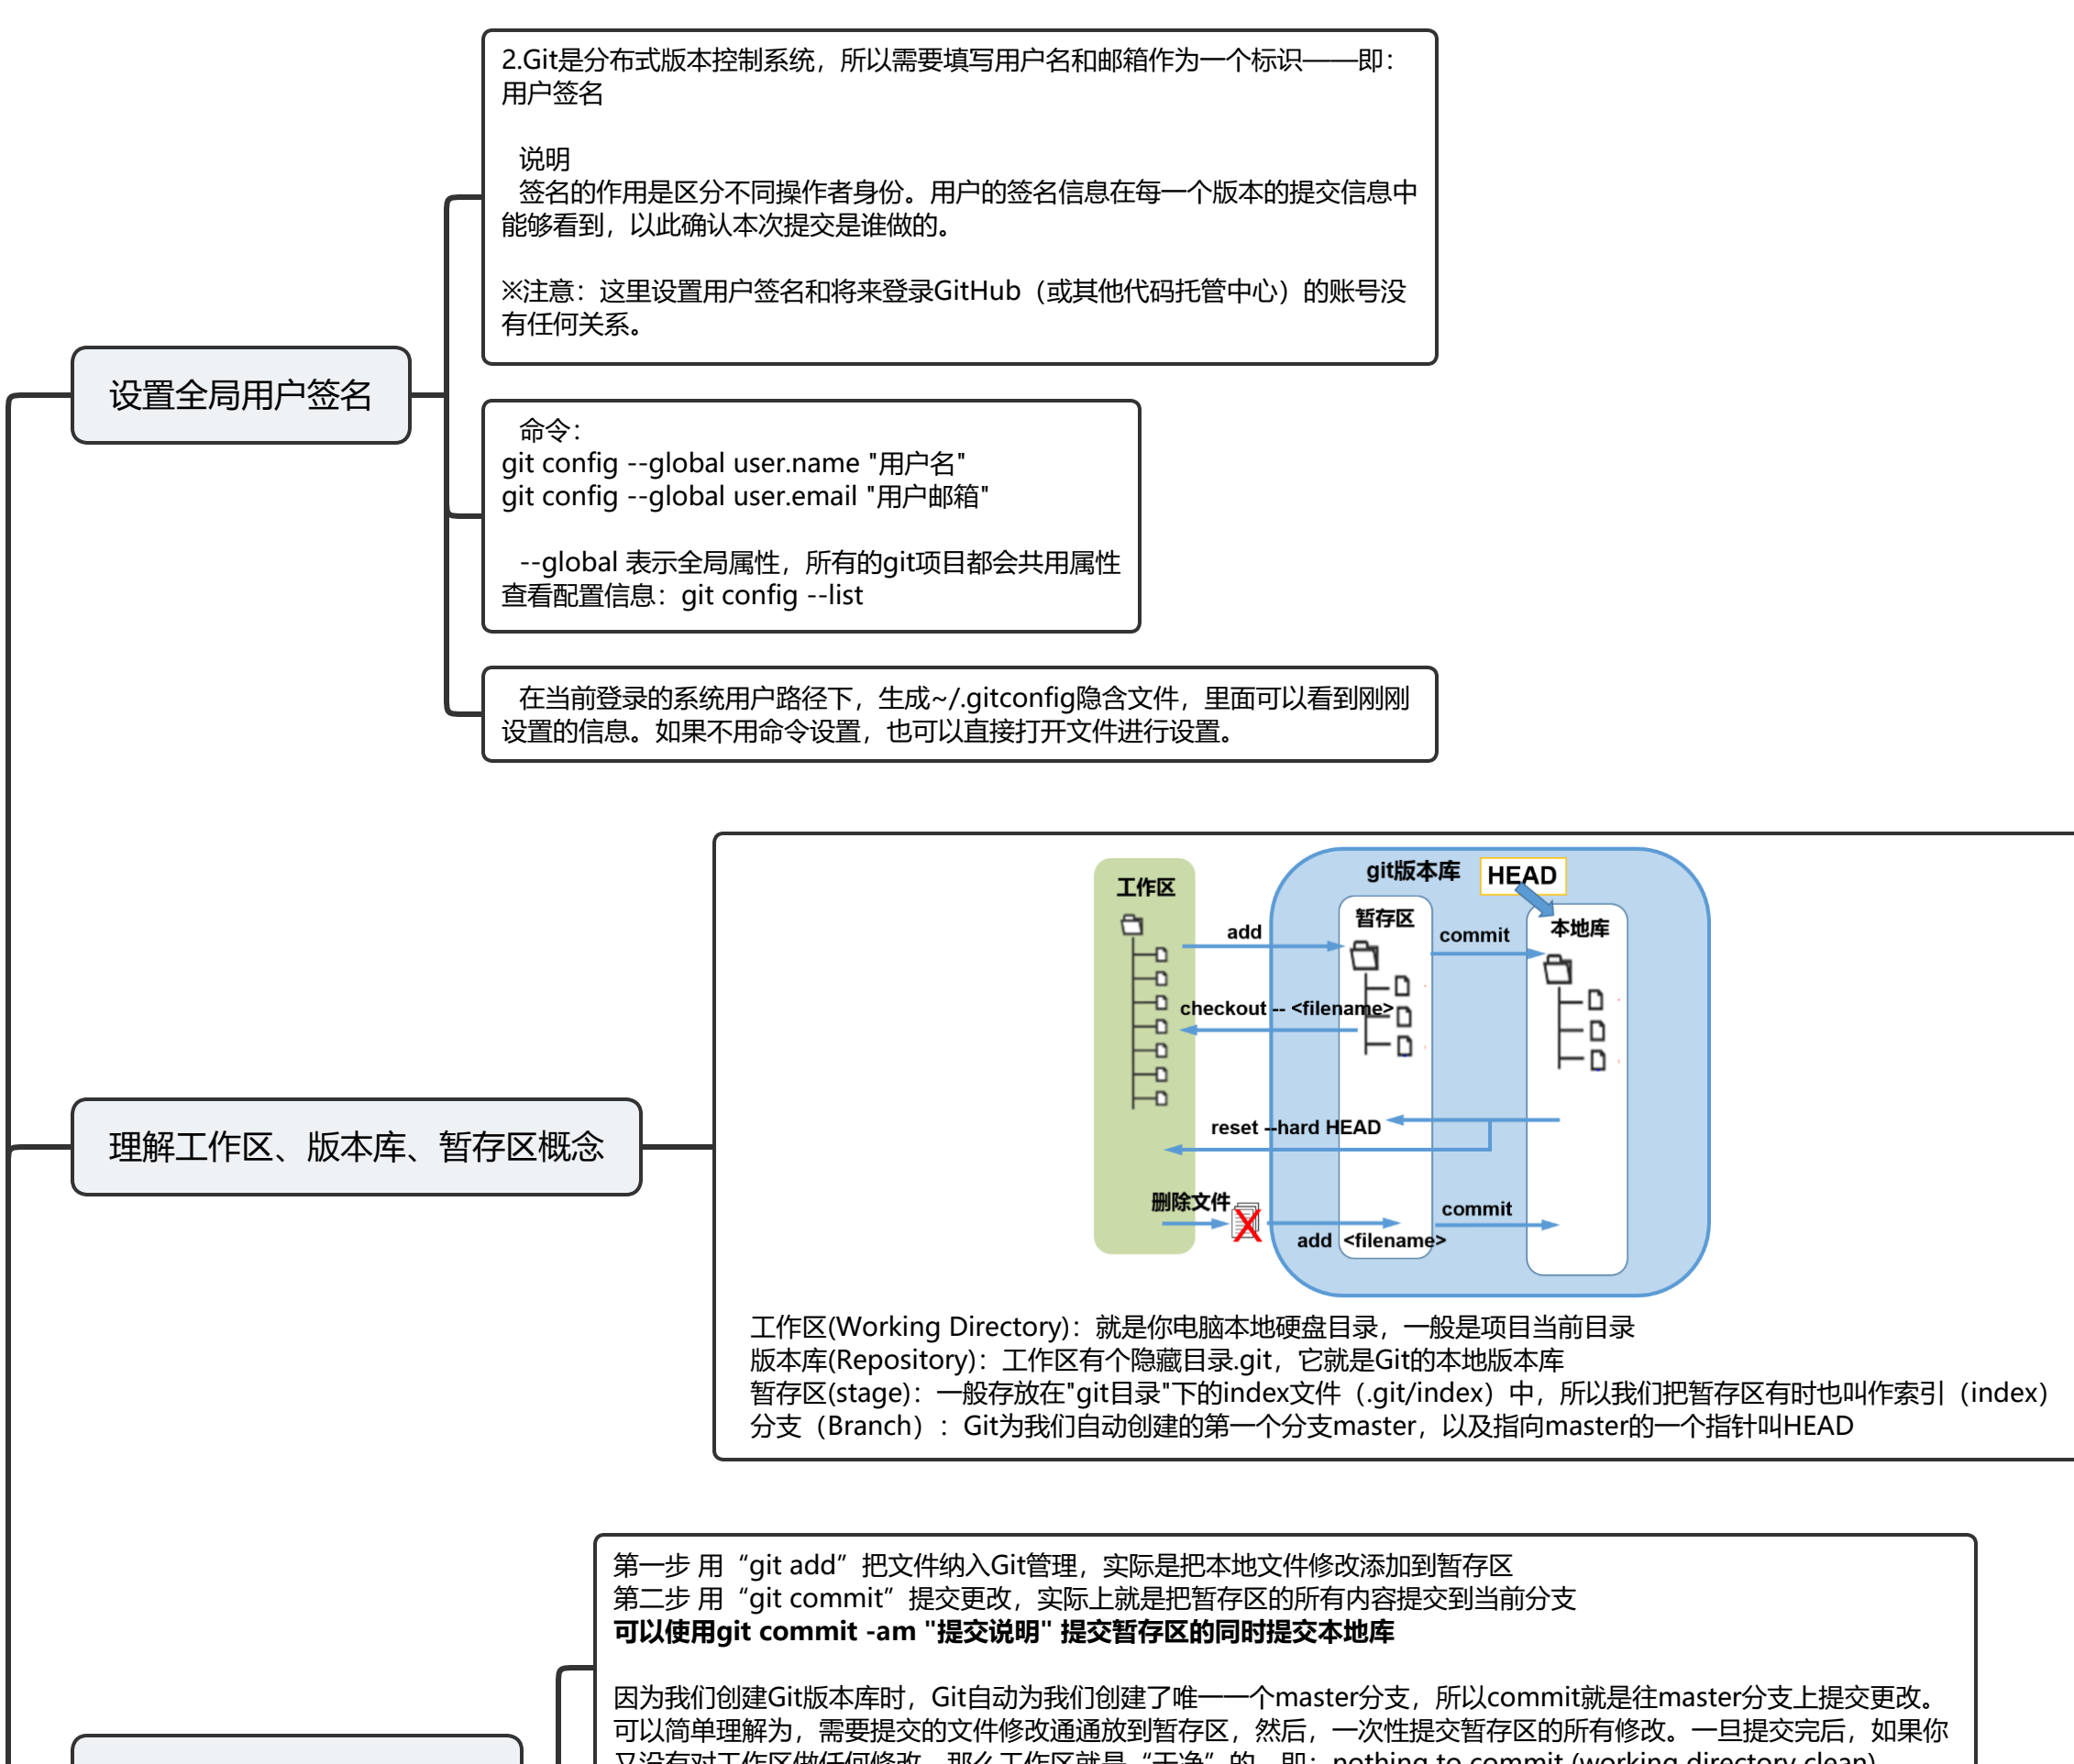 2.Git是分布式版本控制系统，所以需要填写用户名和邮箱作为一个标识——即：
用户签名
说明
签名的作用是区分不同操作者身份。用户的签名信息在每一个版本的提交信息中
能够看到，以此确认本次提交是谁做的。
※注意：这里设置用户签名和将来登录GitHub（或其他代码托管中心）的账号没
有任何关系。
设置全局用户签名
命令：
git config --global user.name "用户名"
git config --global user.email "用户邮箱"
--global 表示全局属性，所有的git项目都会共用属性
查看配置信息：git config --list
在当前登录的系统用户路径下，生成~/.gitconfig隐含文件，里面可以看到刚刚
设置的信息。如果不用命令设置，也可以直接打开文件进行设置。
理解工作区、版本库、暂存区概念
git版本库
HEAD
工作区
暂存区
本地库
add
commit
checkout -- <filename>
reset --hard HEAD
删除文件
add <filename>
commit
工作区(Working Directory)：就是你电脑本地硬盘目录，一般是项目当前目录
版本库(Repository)：工作区有个隐藏目录.git，它就是Git的本地版本库
暂存区(stage)：一般存放在"git目录"下的index文件（.git/index）中，所以我们把暂存区有时也叫作索引（index）
分支（Branch）：Git为我们自动创建的第一个分支master，以及指向master的一个指针叫HEAD
第一步 用“git add”把文件纳入Git管理，实际是把本地文件修改添加到暂存区
第二步 用“git commit”提交更改，实际上就是把暂存区的所有内容提交到当前分支
可以使用git commit -am "提交说明" 提交暂存区的同时提交本地库
因为我们创建Git版本库时，Git自动为我们创建了唯一一个master分支，所以commit就是往master分支上提交更改。
可以简单理解为，需要提交的文件修改通通放到暂存区，然后，一次性提交暂存区的所有修改。一旦提交完后，如果你
又没有对工作区做任何修改，那么工作区就是“干净”的。即：nothing to commit (working directory clean)